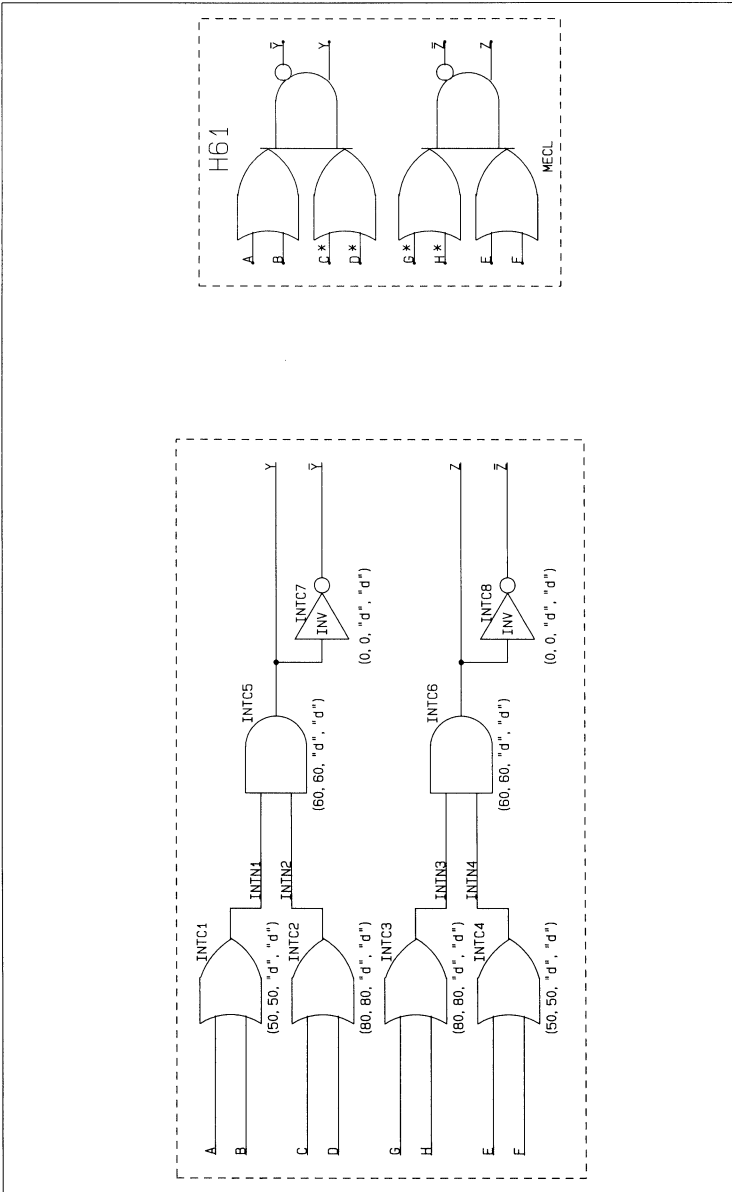 H61
A
B
C*
D*
G*
H*
E
F
Y̅
Y
Z̅
Z
MECL
A
B
C
D
G
H
E
F
INTC1
(50, 50, "d", "d")
INTC2
(80, 80, "d", "d")
INTC3
(80, 80, "d", "d")
INTC4
(50, 50, "d", "d")
INTN1
INTN2
INTN3
INTN4
INTC5
(60, 60, "d", "d")
INTC6
(60, 60, "d", "d")
INTC7
INV
(0, 0, "d", "d")
INTC8
INV
(0, 0, "d", "d")
Y
Y̅
Z
Z̅